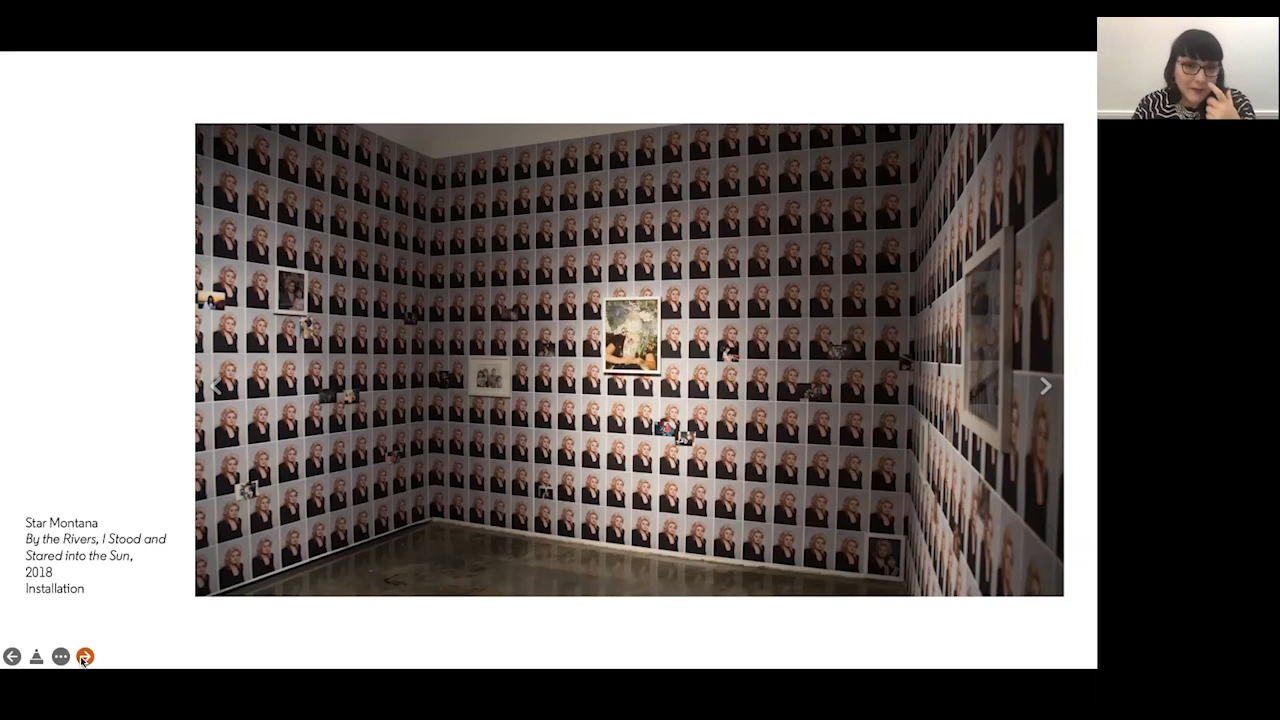 Star Montana
By the Rivers, I Stood and
Stared into the Sun,
2018
Installation